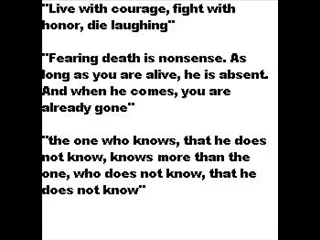 "Live with courage, fight with
honor, die laughing"
"Fearing death is nonsense. As
long as you are alive, he is absent.
And when he comes, you are
already gone"
"the one who knows, that he does
not know, knows more than the
one, who does not know, that he
does not know"